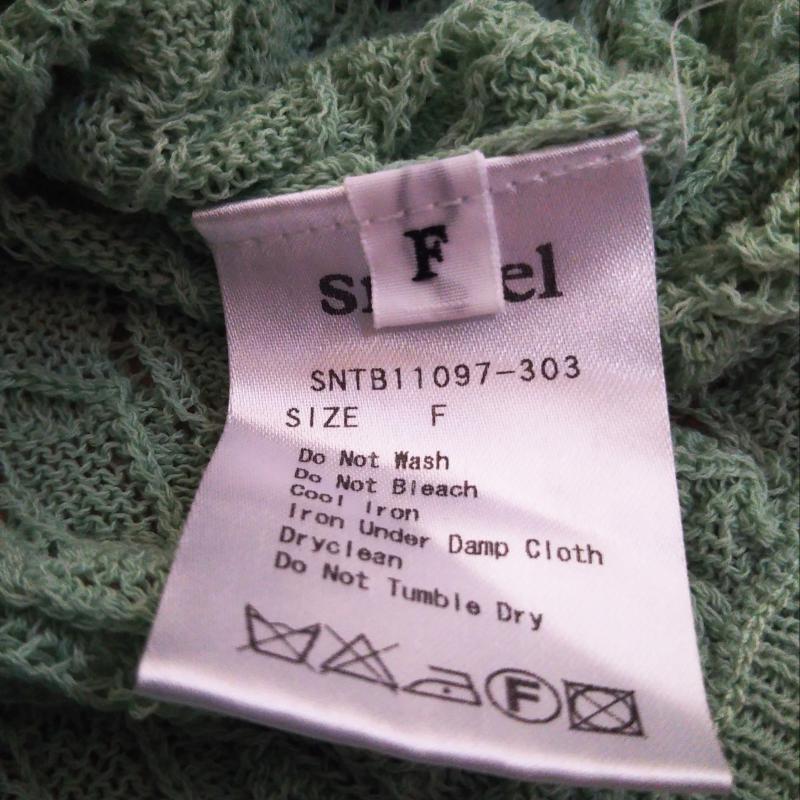 F
SNTB11097-303
SIZE F
Do Not Wash
Do Not Bleach
Cool Iron
Iron Under Damp Cloth
Dryclean
Do Not Tumble Dry
F